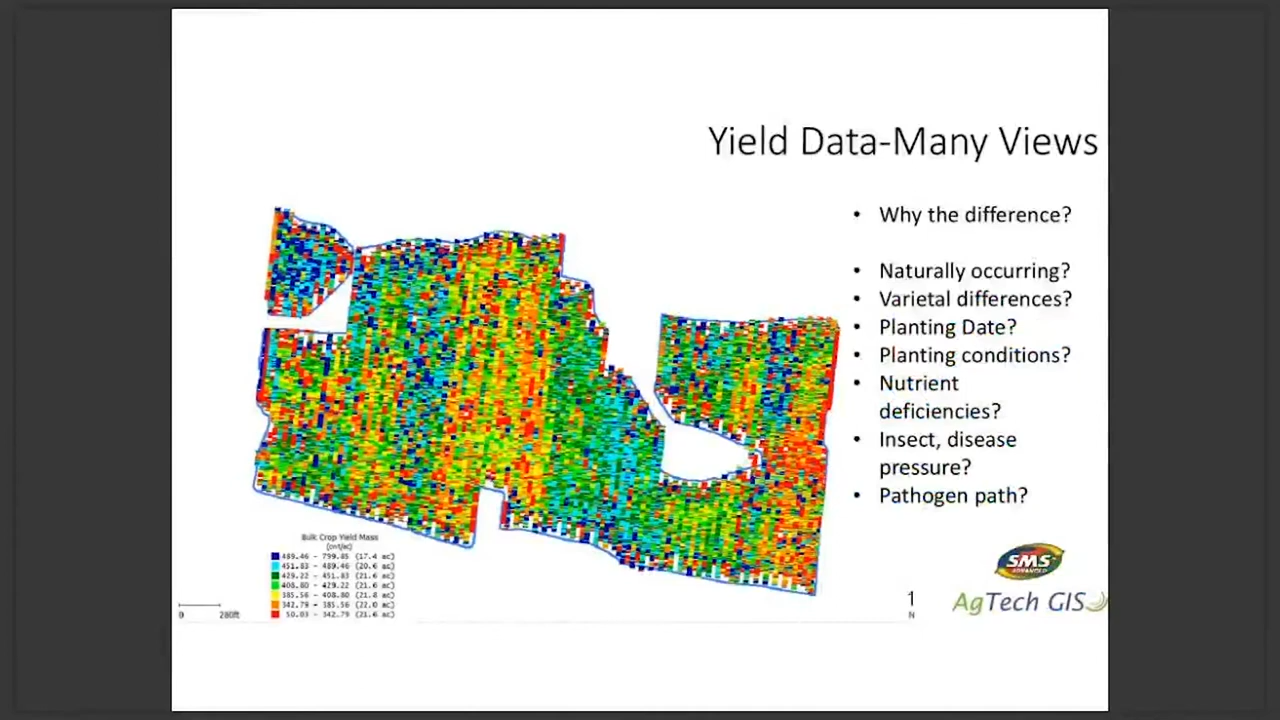 Yield Data-Many Views
• Why the difference?
• Naturally occurring?
• Varietal differences?
• Planting Date?
• Planting conditions?
• Nutrient
deficiencies?
• Insect, disease
pressure?
• Pathogen path?
Bulk Crop Yield Mass
(cwt/ac)
489.46 - 799.85 (17.4 ac)
451.83 - 489.46 (20.6 ac)
429.22 - 451.83 (21.6 ac)
408.80 - 429.22 (21.6 ac)
385.56 - 408.80 (21.8 ac)
342.79 - 385.56 (22.0 ac)
50.03 - 342.79 (21.6 ac)
0 280ft
N
SMS
ADVANCED
AgTech GIS